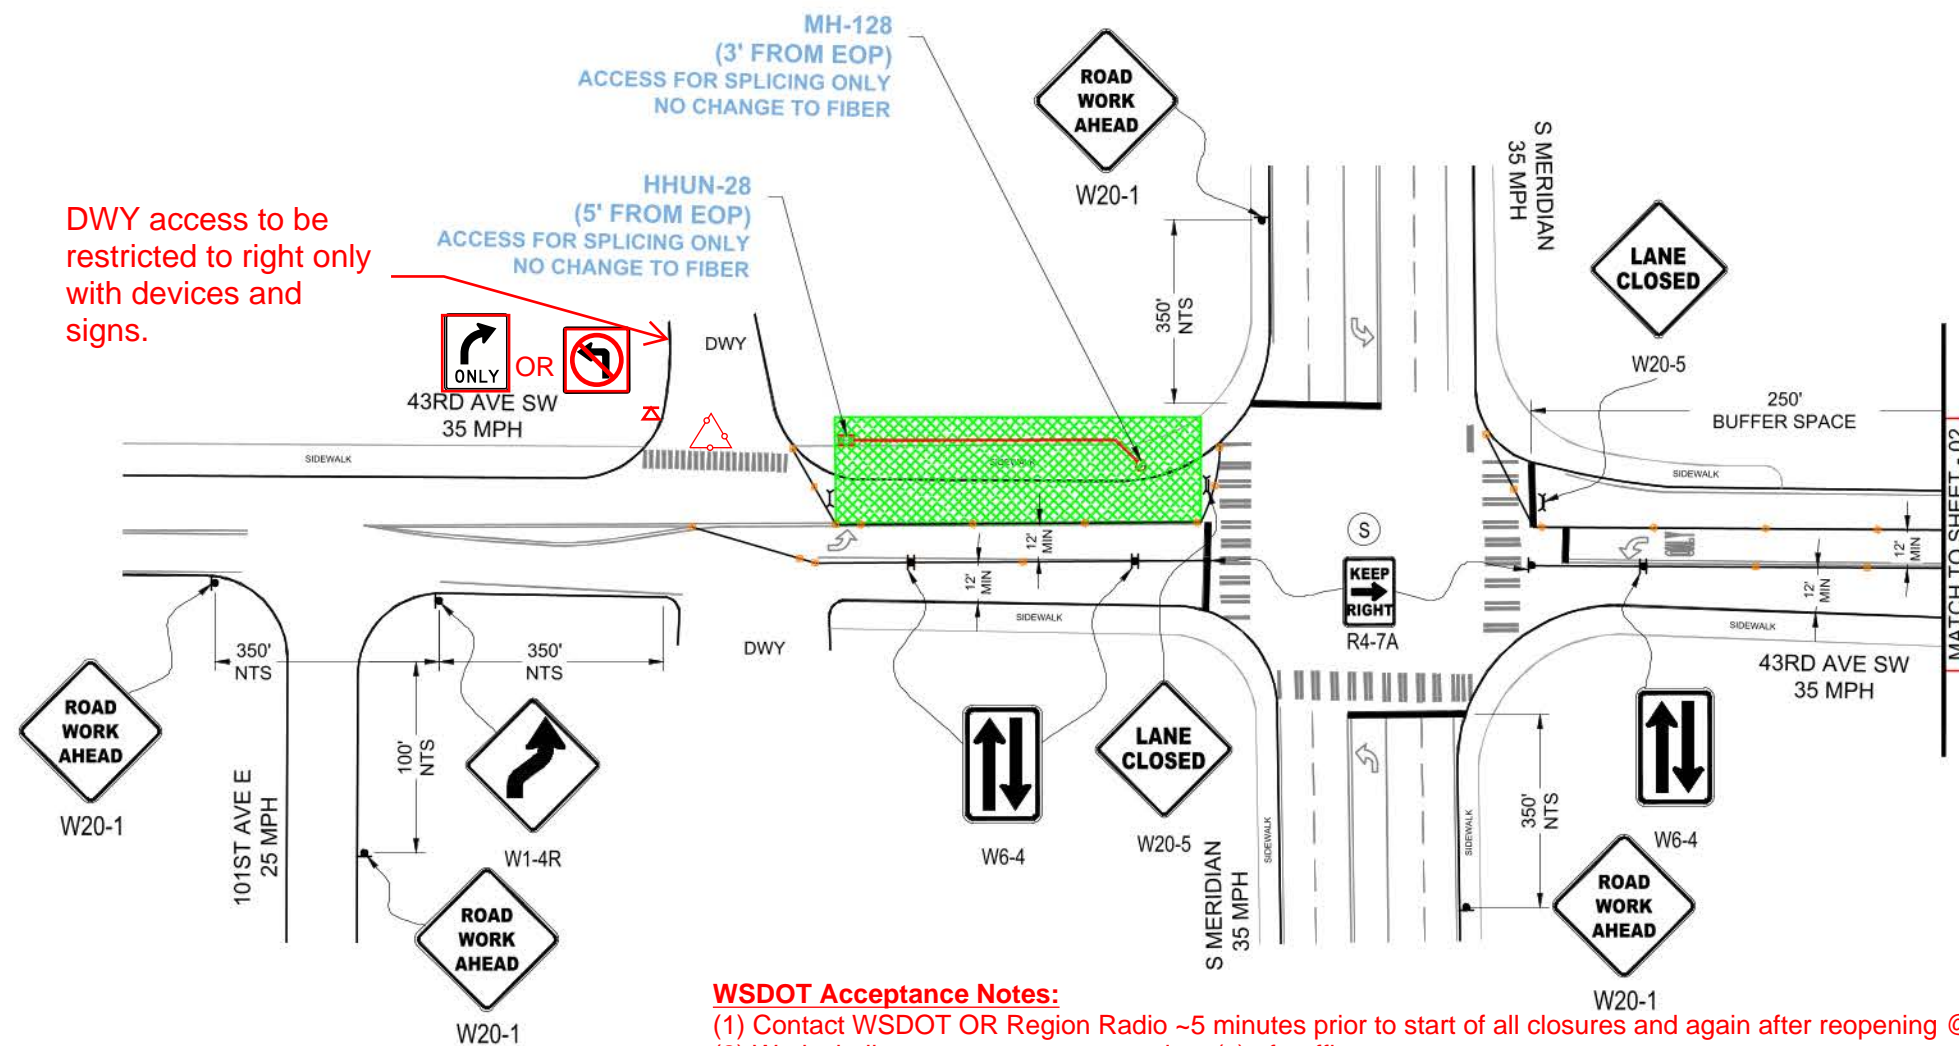 MH-128
(3' FROM EOP)
ACCESS FOR SPLICING ONLY
NO CHANGE TO FIBER
ROAD
WORK
AHEAD
W20-1
S MERIDIAN
35 MPH
HHUN-28
(5' FROM EOP)
ACCESS FOR SPLICING ONLY
NO CHANGE TO FIBER
DWY access to be
restricted to right only
with devices and
signs.
LANE
CLOSED
W20-5
350'
NTS
ONLY
OR
DWY
43RD AVE SW
35 MPH
250'
BUFFER SPACE
SIDEWALK
SIDEWALK
SIDEWALK
MATCH TO SHEET - 02
12'
MIN
12'
MIN
S
KEEP
RIGHT
R4-7A
ONLY
12'
MIN
12'
MIN
SIDEWALK
SIDEWALK
43RD AVE SW
35 MPH
DWY
350'
NTS
350'
NTS
ROAD
WORK
AHEAD
W20-1
100'
NTS
101ST AVE E
25 MPH
W1-4R
ROAD
WORK
AHEAD
W20-1
W6-4
LANE
CLOSED
W20-5
S MERIDIAN
35 MPH
SIDEWALK
SIDEWALK
350'
NTS
W6-4
ROAD
WORK
AHEAD
W20-1
WSDOT Acceptance Notes:
(1) Contact WSDOT OR Region Radio ~5 minutes prior to start of all closures and again after reopening @